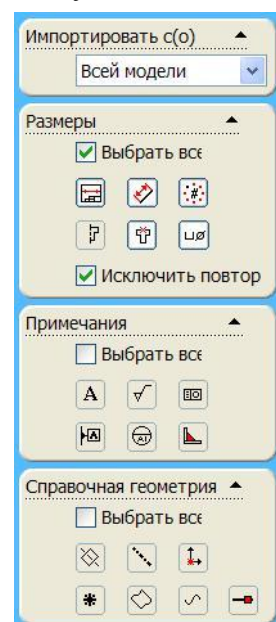 Импортировать с(о)
Всей модели
Размеры
Выбрать все
Исключить повтор
Примечания
Выбрать все
A
Справочная геометрия
Выбрать все